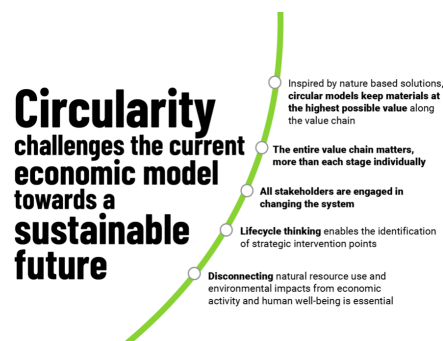 Circularity
challenges the current
economic model
towards a
sustainable
future
Inspired by nature based solutions,
circular models keep materials at
the highest possible value along
the value chain
The entire value chain matters,
more than each stage individually
All stakeholders are engaged in
changing the system
Lifecycle thinking enables the identification
of strategic intervention points
Disconnecting natural resource use and
environmental impacts from economic
activity and human well-being is essential